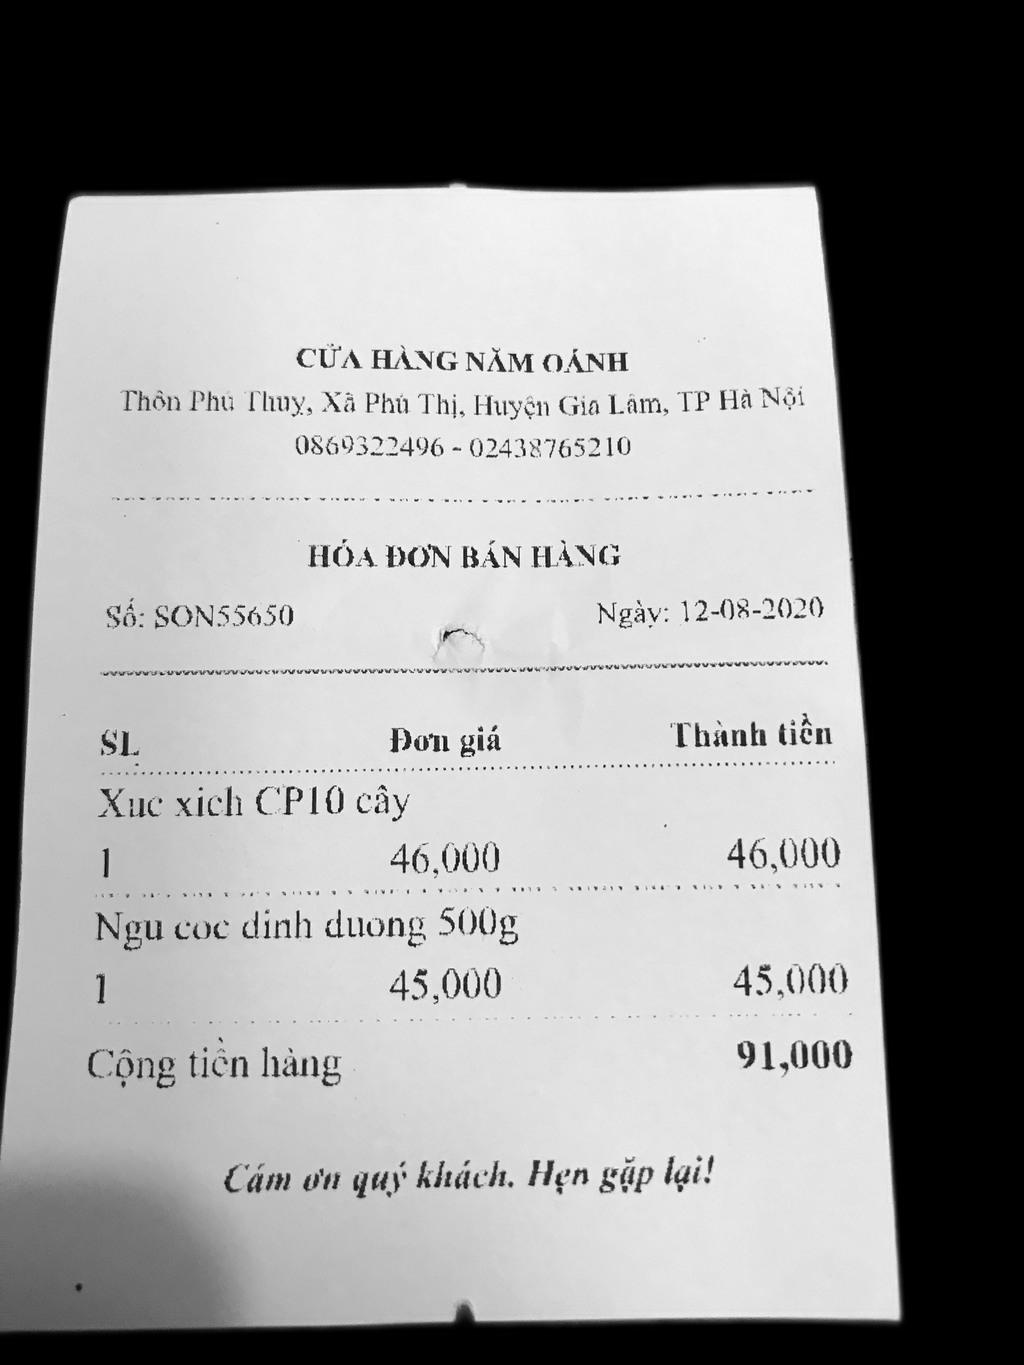 CỬA HÀNG NĂM OÁNH
Thôn Phú Thuy, Xã Phú Thị, Huyện Gia Lâm, TP Hà Nội
0869322496 - 02438765210
HÓA ĐƠN BÁN HÀNG
Số: SON55650 Ngày: 12-08-2020
SL Đơn giá Thành tiền
Xuc xich CP10 cây
1 46,000 46,000
Ngu coc dinh duong 500g
1 45,000 45,000
Cộng tiền hàng 91,000
Cám ơn quý khách. Hẹn gặp lại!